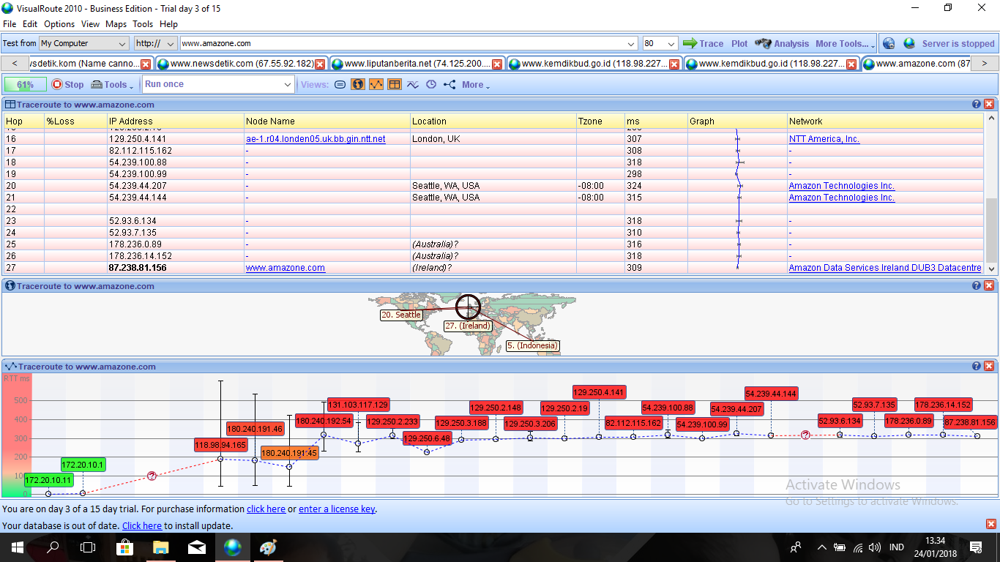 VisualRoute 2010 - Business Edition - Trial day 3 of 15
File Edit Options View Maps Tools Help
Test from My Computer http:// www.amazone.com 80 Trace Plot Analysis More Tools... Server is stopped
< ysdetik.kom (Name canno... www.newsdetik.com (67.55.92.182) www.liputanberita.net (74.125.200.... www.kemdikbud.go.id (118.98.227... www.kemdikbud.go.id (118.98.227... www.amazone.com (87 >
61% Stop Tools Run once Views: More
Traceroute to www.amazone.com
Hop %Loss IP Address Node Name Location Tzone ms Graph Network
16 129.250.4.141 ae-1.r04.londen05.uk.bb.gin.ntt.net London, UK 307 NTT America, Inc.
17 82.112.115.162 - 308 -
18 54.239.100.88 - 318 -
19 54.239.100.99 - 298 -
20 54.239.44.207 - Seattle, WA, USA -08:00 324 Amazon Technologies Inc.
21 54.239.44.144 - Seattle, WA, USA -08:00 315 Amazon Technologies Inc.
22
23 52.93.6.134 - 318 -
24 52.93.7.135 - 310 -
25 178.236.0.89 - (Australia)? 316 -
26 178.236.14.152 - (Australia)? 318 -
27 87.238.81.156 www.amazone.com (Ireland)? 309 Amazon Data Services Ireland DUB3 Datacentre
Traceroute to www.amazone.com
20. Seattle
27. (Ireland)
5. (Indonesia)
Traceroute to www.amazone.com
RTT ms
500
400
300
200
100
0
172.20.10.11
172.20.10.1
?
118.98.94.165
180.240.191.46
180.240.191.45
180.240.192.54
131.103.117.129
129.250.2.233
129.250.6.48
129.250.3.188
129.250.2.148
129.250.3.206
129.250.2.19
129.250.4.141
82.112.115.162
54.239.100.88
54.239.100.99
54.239.44.207
54.239.44.144
?
52.93.6.134
52.93.7.135
178.236.0.89
178.236.14.152
87.238.81.156
Activate Windows
Go to Settings to activate Windows.
You are on day 3 of a 15 day trial. For purchase information click here or enter a license key.
Your database is out of date. Click here to install update.
IND
13.34
24/01/2018